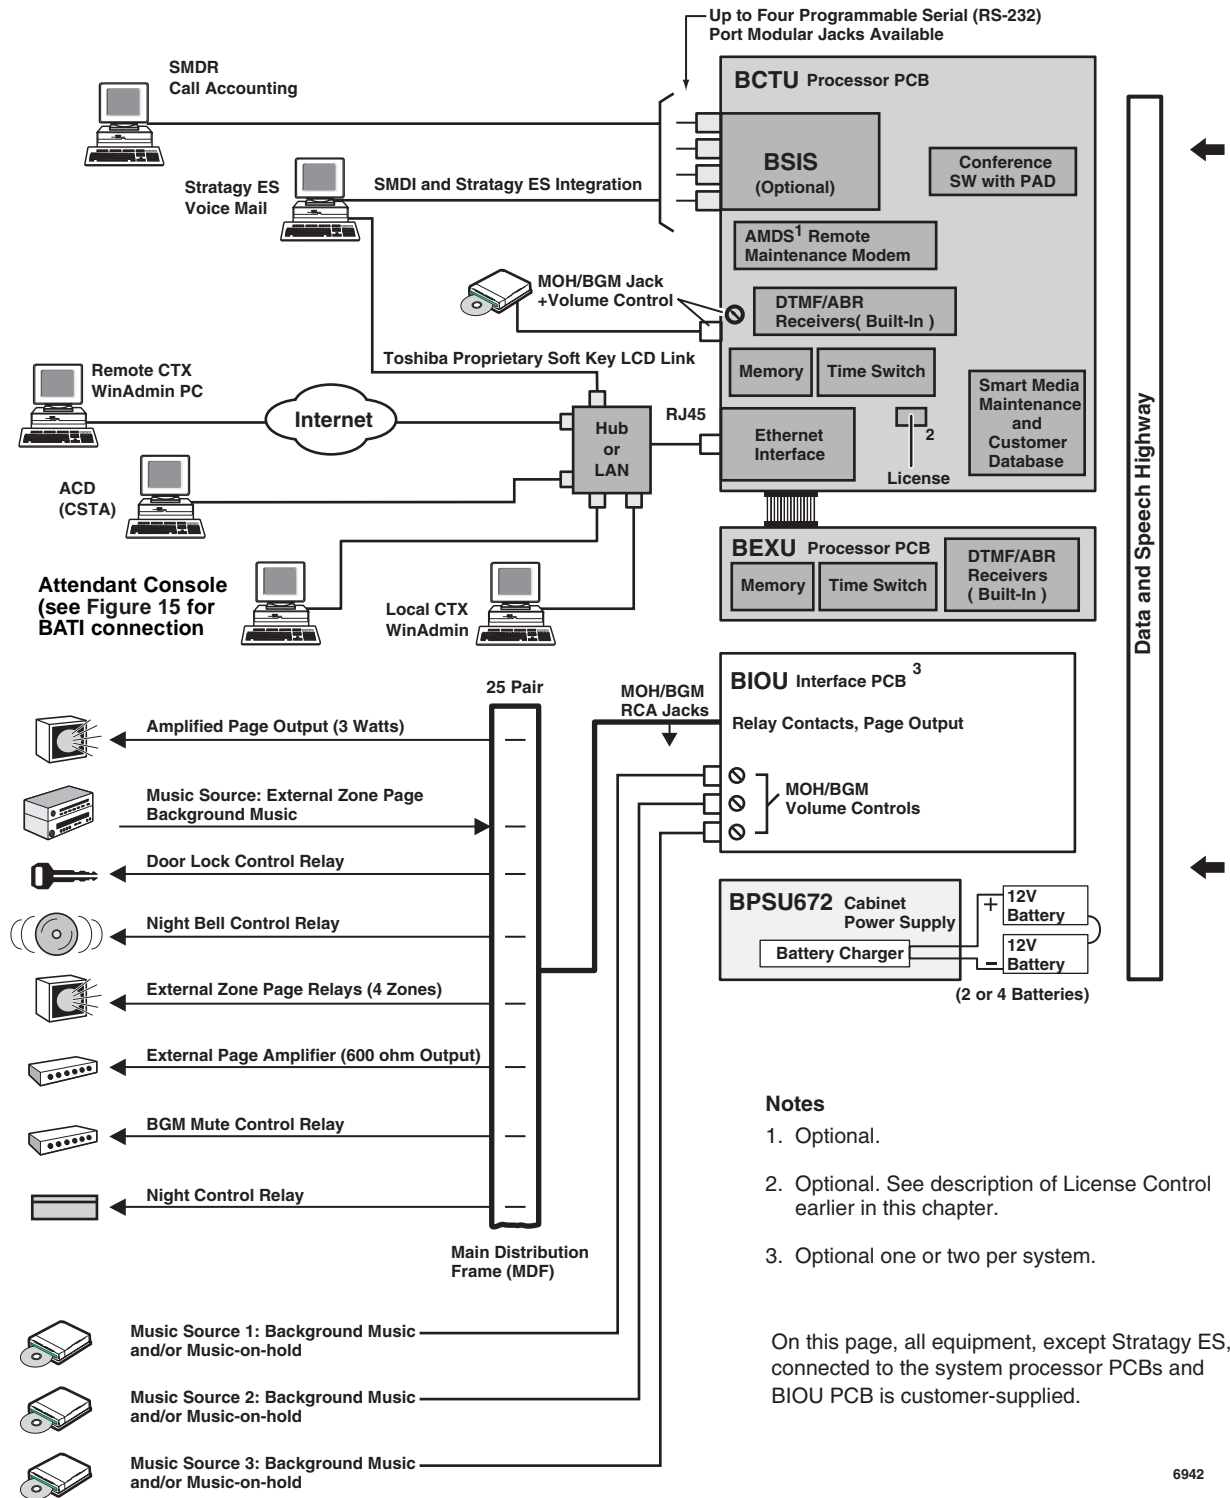 Up to Four Programmable Serial (RS-232)
Port Modular Jacks Available
SMDR
Call Accounting
BCTU Processor PCB
BSIS
(Optional)
Conference
SW with PAD
Stratagy ES
Voice Mail
SMDI and Stratagy ES Integration
AMDS1 Remote
Maintenance Modem
MOH/BGM Jack
+Volume Control
DTMF/ABR
Receivers( Built-In )
Toshiba Proprietary Soft Key LCD Link
Memory
Time Switch
Remote CTX
WinAdmin PC
Internet
Hub
or
LAN
RJ45
Ethernet
Interface
2
License
Smart Media
Maintenance
and
Customer
Database
ACD
(CSTA)
Data and Speech Highway
BEXU Processor PCB
Memory
Time Switch
DTMF/ABR
Receivers
( Built-In )
Attendant Console
(see Figure 15 for
BATI connection
Local CTX
WinAdmin
25 Pair
MOH/BGM
RCA Jacks
BIOU Interface PCB 3
Relay Contacts, Page Output
MOH/BGM
Volume Controls
Amplified Page Output (3 Watts)
Music Source: External Zone Page
Background Music
Door Lock Control Relay
Night Bell Control Relay
External Zone Page Relays (4 Zones)
External Page Amplifier (600 ohm Output)
BGM Mute Control Relay
Night Control Relay
Main Distribution
Frame (MDF)
BPSU672 Cabinet
Power Supply
Battery Charger
+
12V
Battery
–
12V
Battery
(2 or 4 Batteries)
Notes
1. Optional.
2. Optional. See description of License Control
earlier in this chapter.
3. Optional one or two per system.
On this page, all equipment, except Stratagy ES,
connected to the system processor PCBs and
BIOU PCB is customer-supplied.
Music Source 1: Background Music
and/or Music-on-hold
Music Source 2: Background Music
and/or Music-on-hold
Music Source 3: Background Music
and/or Music-on-hold
6942